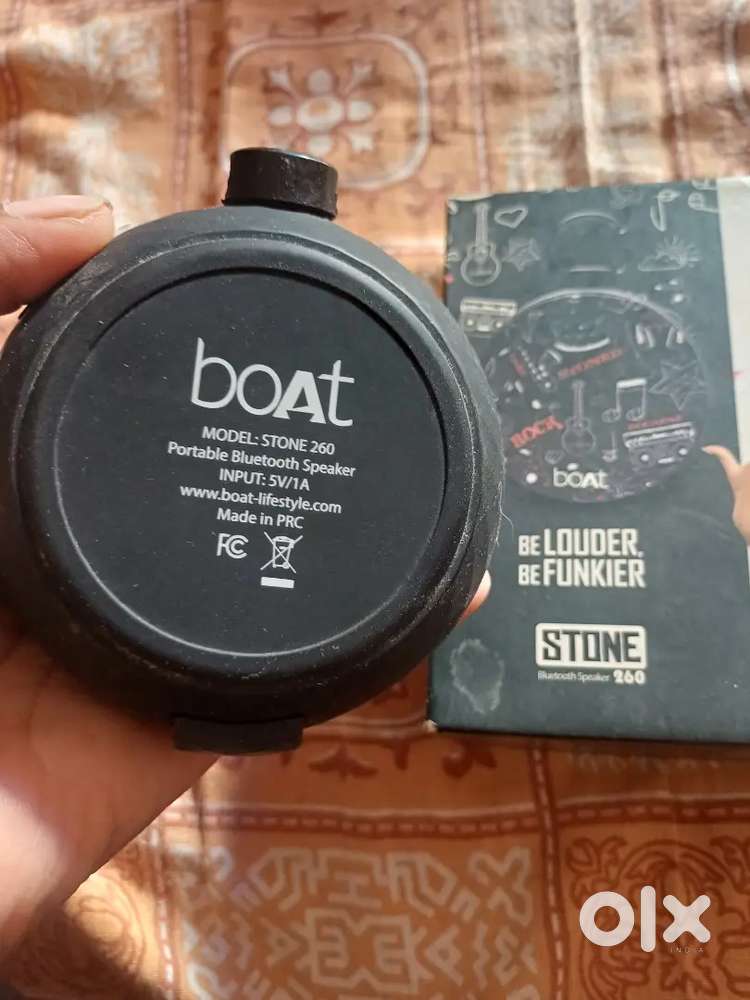 boAt
MODEL: STONE 260
Portable Bluetooth Speaker
INPUT: 5V/1A
www.boat-lifestyle.com
Made in PRC
FC
ROCK
boAt
BE LOUDER,
BE FUNKIER
STONE
Bluetooth Speaker 260
olx
INDIA